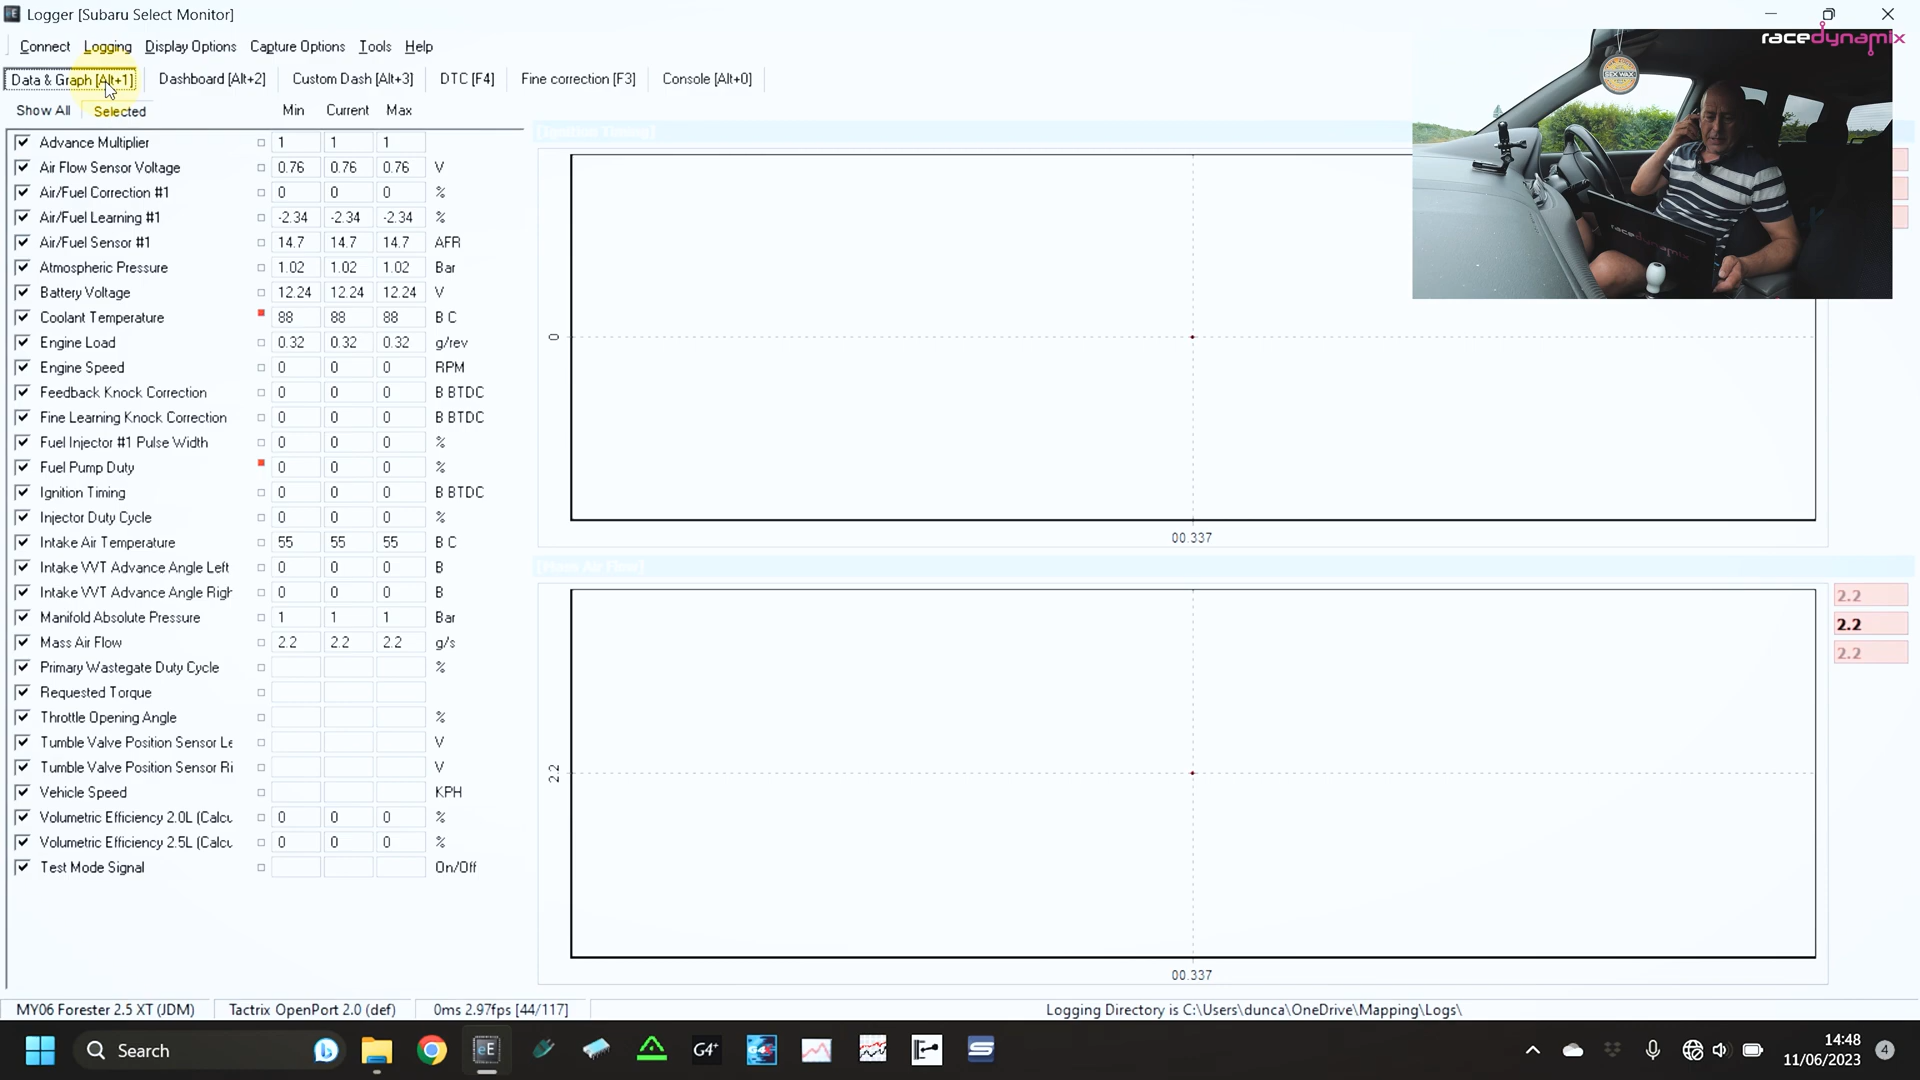 Logger [Subaru Select Monitor]
racedynamix
Connect Logging Display Options Capture Options Tools Help
Data & Graph [Alt+1] Dashboard [Alt+2] Custom Dash [Alt+3] DTC [F4] Fine correction [F3] Console [Alt+0]
Show All Selected Min Current Max
[Ignition Timing]
Advance Multiplier 1 1 1
Air Flow Sensor Voltage 0.76 0.76 0.76 V
Air/Fuel Correction #1 0 0 0 %
Air/Fuel Learning #1 -2.34 -2.34 -2.34 %
Air/Fuel Sensor #1 14.7 14.7 14.7 AFR
Atmospheric Pressure 1.02 1.02 1.02 Bar
Battery Voltage 12.24 12.24 12.24 V
Coolant Temperature 88 88 88 B C
Engine Load 0.32 0.32 0.32 g/rev
Engine Speed 0 0 0 RPM
Feedback Knock Correction 0 0 0 B BTDC
Fine Learning Knock Correction 0 0 0 B BTDC
Fuel Injector #1 Pulse Width 0 0 0 %
Fuel Pump Duty 0 0 0 %
Ignition Timing 0 0 0 B BTDC
Injector Duty Cycle 0 0 0 %
Intake Air Temperature 55 55 55 B C
Intake VVT Advance Angle Left 0 0 0 B
Intake VVT Advance Angle Righ 0 0 0 B
Manifold Absolute Pressure 1 1 1 Bar
Mass Air Flow 2.2 2.2 2.2 g/s
Primary Wastegate Duty Cycle %
Requested Torque
Throttle Opening Angle %
Tumble Valve Position Sensor Le V
Tumble Valve Position Sensor Ri V
Vehicle Speed KPH
Volumetric Efficiency 2.0L (Calcu 0 0 0 %
Volumetric Efficiency 2.5L (Calcu 0 0 0 %
Test Mode Signal On/Off
0
00.337
[Mass Air Flow]
2.2
2.2
2.2
2.2
00.337
SEX WAX
racedynamix
MY06 Forester 2.5 XT (JDM) Tactrix OpenPort 2.0 (def) 0ms 2.97fps [44/117] Logging Directory is C:\Users\dunca\OneDrive\Mapping\Logs\
Search
eE
G4+
14:48
11/06/2023
4